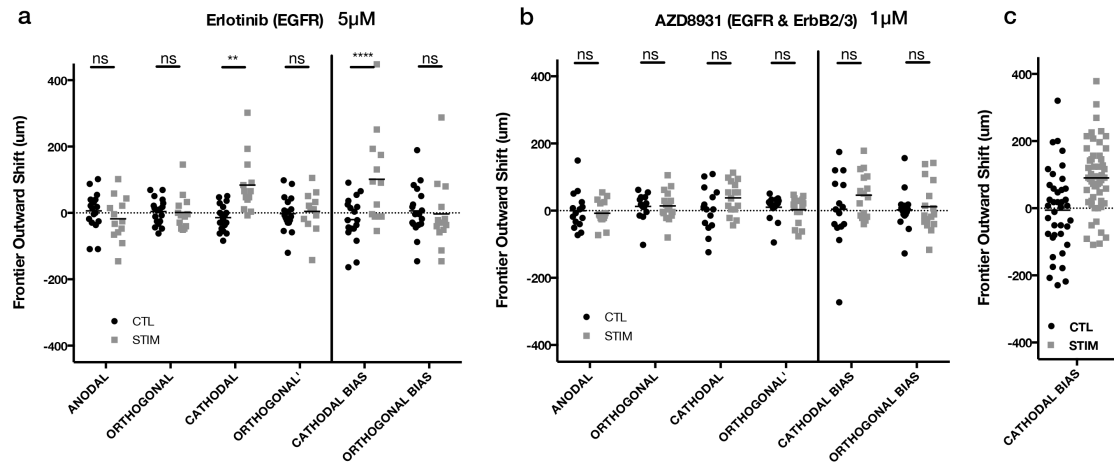 a
Erlotinib (EGFR) 5µM
ns ns ** ns **** ns
Frontier Outward Shift (um)
400
200
0
-200
-400
CTL
STIM
ANODAL
ORTHOGONAL
CATHODAL
ORTHOGONAL'
CATHODAL BIAS
ORTHOGONAL BIAS
b
AZD8931 (EGFR & ErbB2/3) 1µM
ns ns ns ns ns ns
Frontier Outward Shift (um)
400
200
0
-200
-400
CTL
STIM
ANODAL
ORTHOGONAL
CATHODAL
ORTHOGONAL'
CATHODAL BIAS
ORTHOGONAL BIAS
c
Frontier Outward Shift (um)
400
200
0
-200
-400
CTL
STIM
CATHODAL BIAS